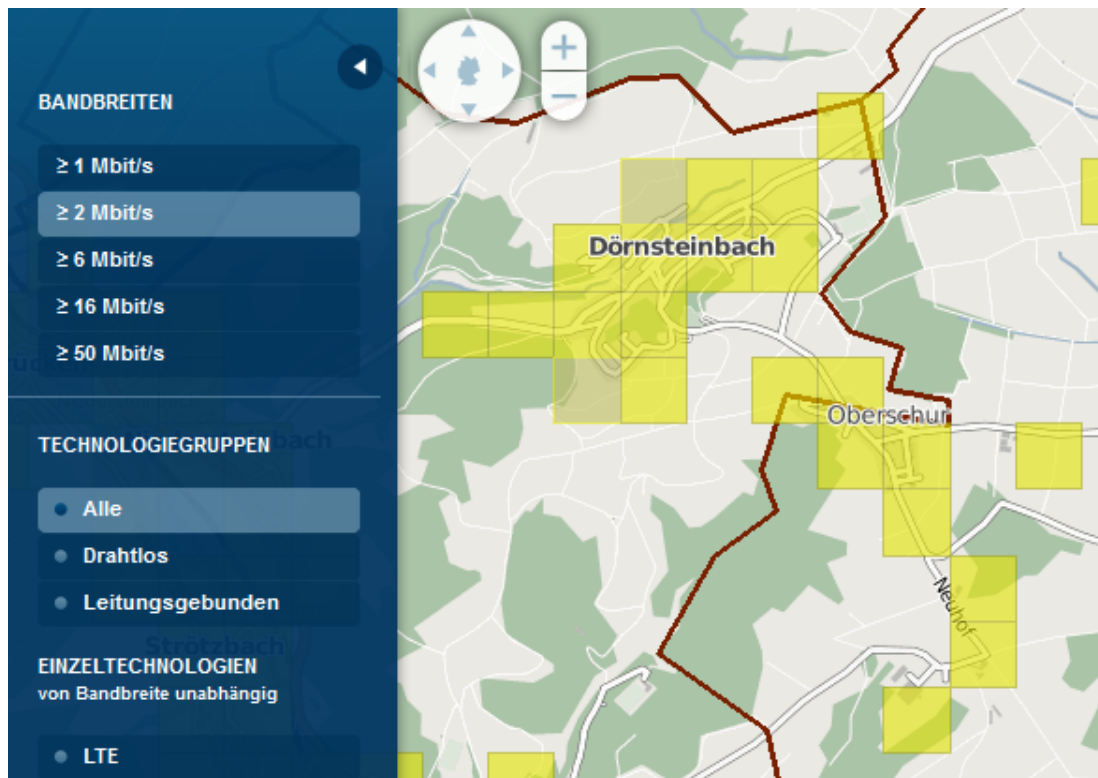 BANDBREITEN
≥ 1 Mbit/s
≥ 2 Mbit/s
≥ 6 Mbit/s
≥ 16 Mbit/s
≥ 50 Mbit/s
TECHNOLOGIEGRUPPEN
Alle
Drahtlos
Leitungsgebunden
Strötzbach
EINZELTECHNOLOGIEN
von Bandbreite unabhängig
LTE
Dörnsteinbach
Oberschur
Neuhof